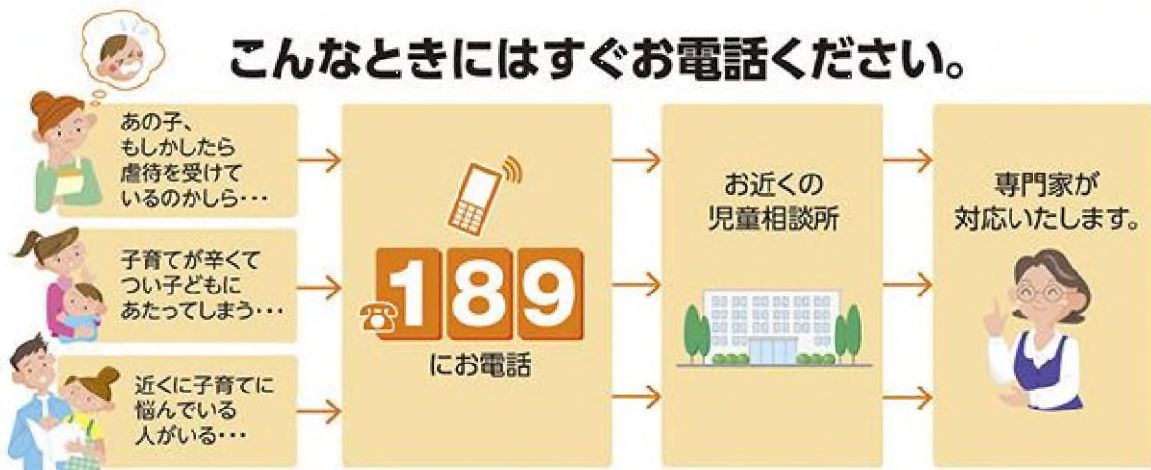 こんなときにはすぐお電話ください。
あの子、
もしかしたら
虐待を受けて
いるのかしら・・・
子育てが辛くて
つい子どもに
あたってしまう・・・
近くに子育てに
悩んでいる
人がいる・・・
189
にお電話
お近くの
児童相談所
専門家が
対応いたします。